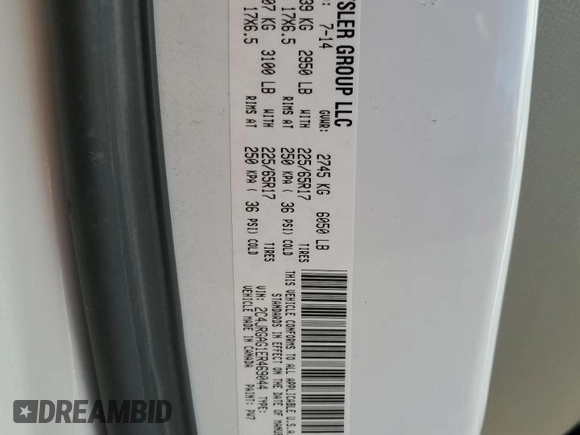 SLER GROUP LLC
: 7-14
GVWR: 2745 KG 6050 LB
39 KG 2950 LB WITH 225/65R17 TIRES
17X6.5 RIMS AT 250 KPA ( 36 PSI) COLD
07 KG 3100 LB WITH 225/65R17 TIRES
17X6.5 RIMS AT 250 KPA ( 36 PSI) COLD
THIS VEHICLE CONFORMS TO ALL APPLICABLE U.S.A
STANDARDS IN EFFECT ON THE DATE OF MANU
VIN: 2C4JRGAG1ER469044 TYPE:
VEHICLE MADE IN CANADA PAINT: PW7
DREAMBID